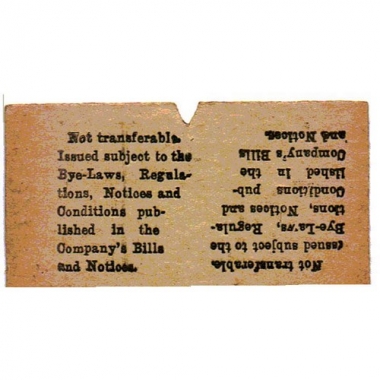 Not transferable.
Issued subject to the
Bye-Laws, Regula-
tions, Notices and
Conditions pub-
lished in the
Company's Bills
and Notices.
Not transferable.
issued subject to the
Bye-Laws, Regula-
tions, Notices and
Conditions pub-
lished in the
Company's Bills
and Notices.